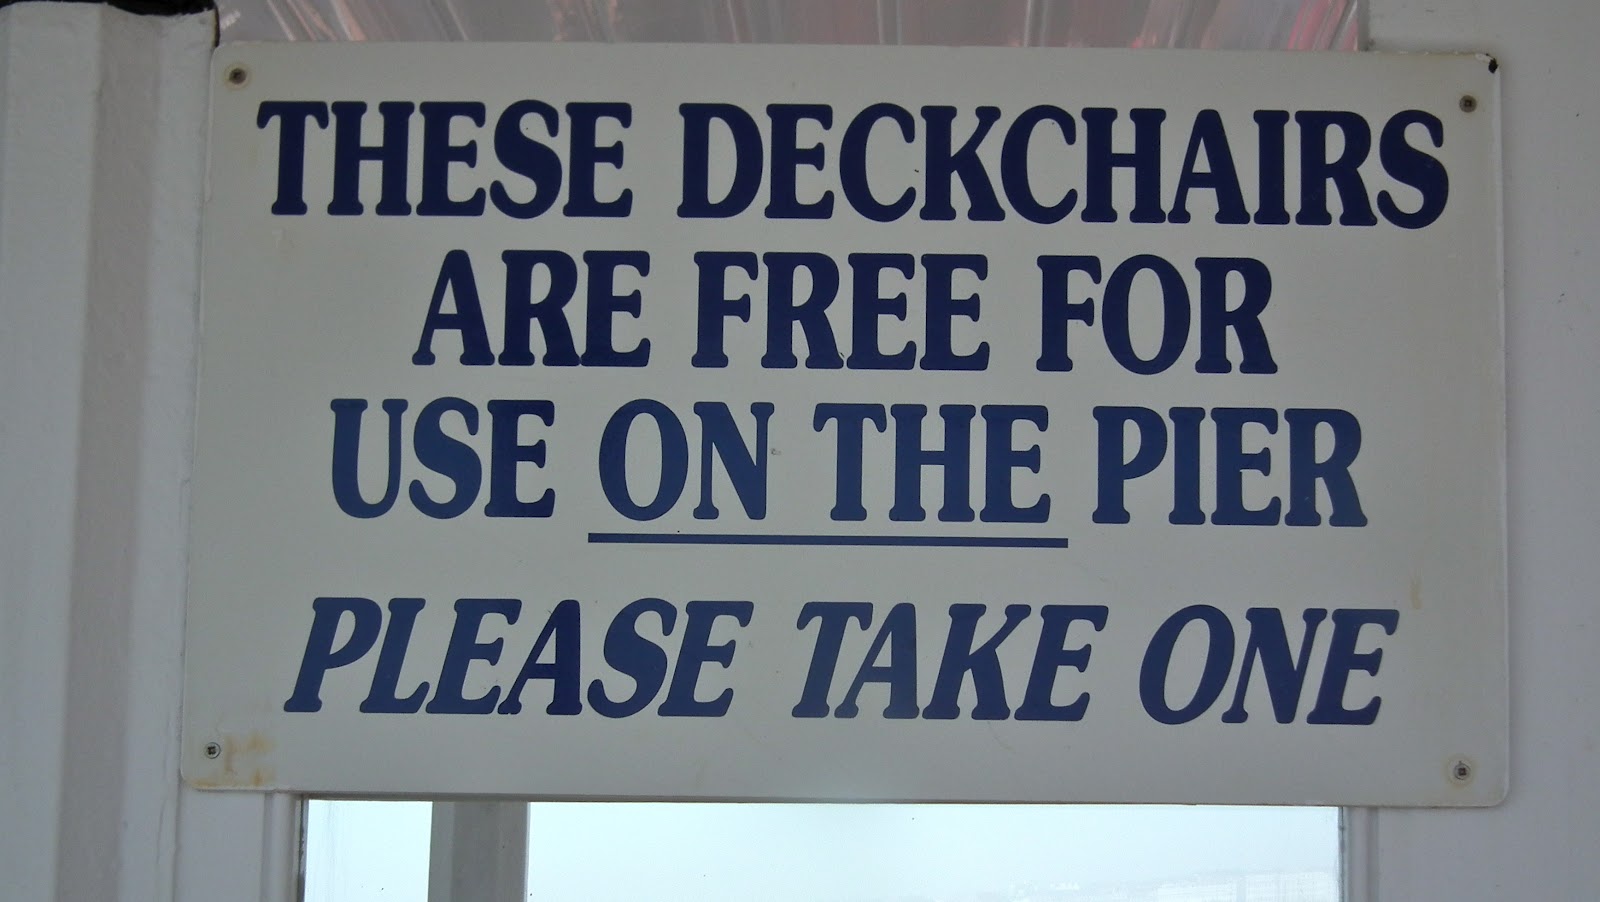 THESE DECKCHAIRS
ARE FREE FOR
USE ON THE PIER
PLEASE TAKE ONE